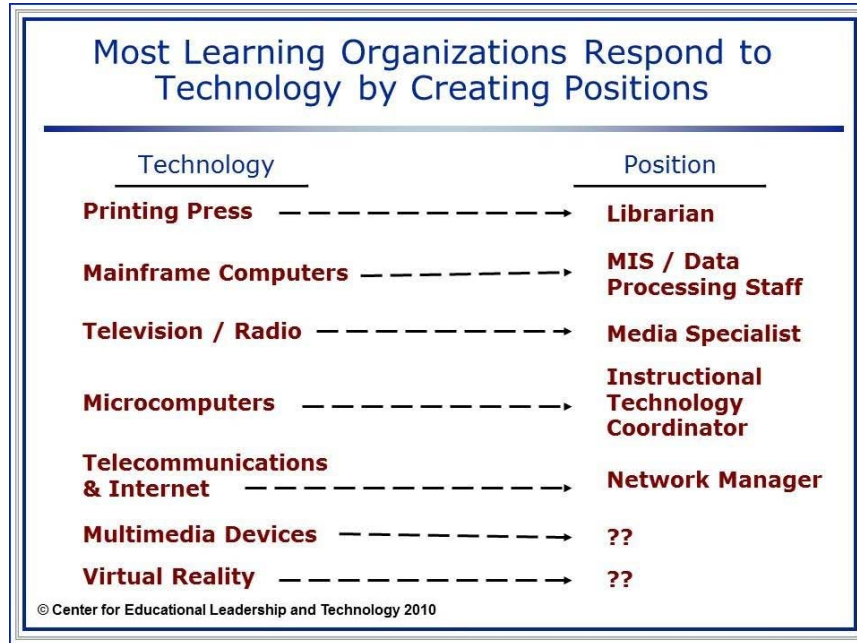 Most Learning Organizations Respond to
Technology by Creating Positions
Technology Position
Printing Press Librarian
Mainframe Computers MIS / Data
Processing Staff
Television / Radio Media Specialist
Microcomputers Instructional
Technology
Coordinator
Telecommunications
& Internet Network Manager
Multimedia Devices ??
Virtual Reality ??
© Center for Educational Leadership and Technology 2010